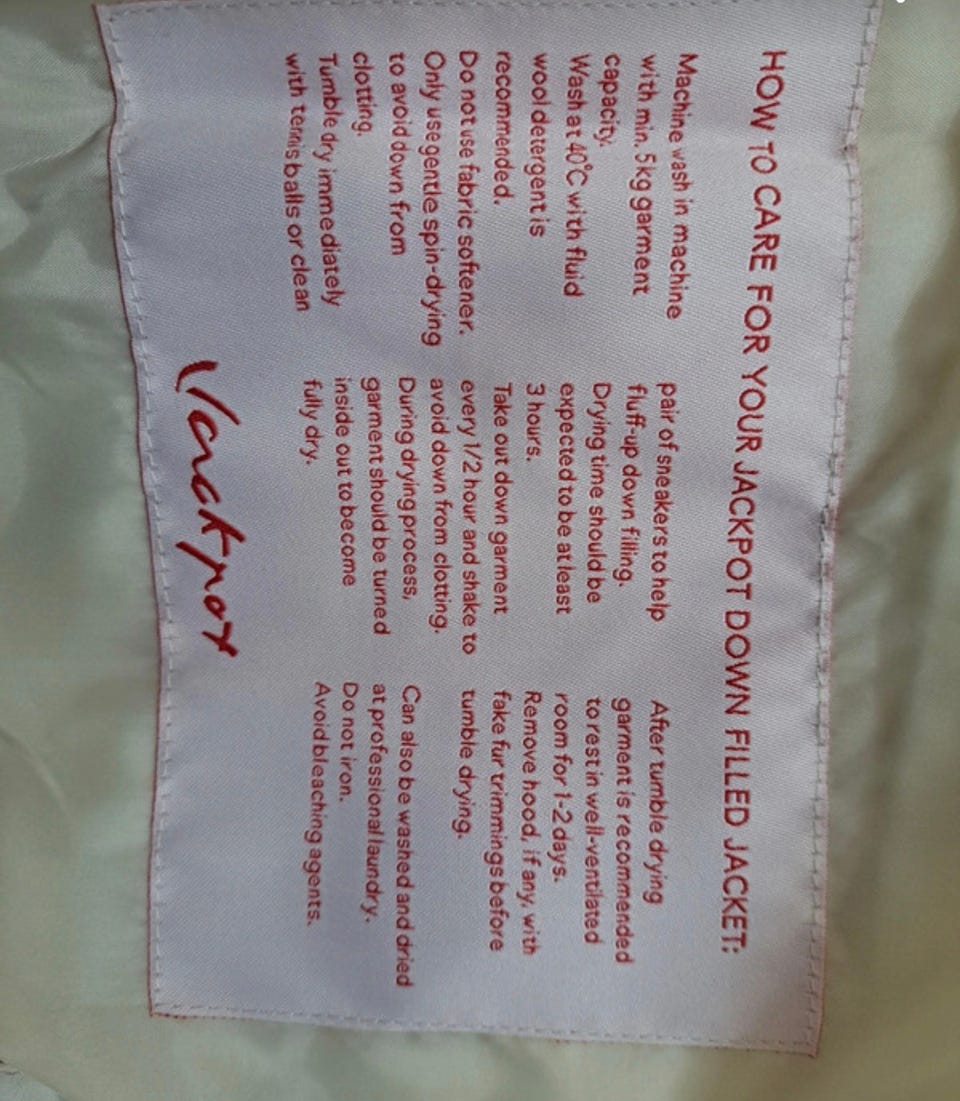 HOW TO CARE FOR YOUR JACKPOT DOWN FILLED JACKET:
Machine wash in machine
with min. 5 kg garment
capacity.
Wash at 40°C with fluid
wool detergent is
recommended.
Do not use fabric softener.
Only use gentle spin-drying
to avoid down from
clotting.
Tumble dry immediately
with tennis balls or clean
pair of sneakers to help
fluff-up down filling.
Drying time should be
expected to be at least
3 hours.
Take out down garment
every 1/2 hour and shake to
avoid down from clotting.
During drying process,
garment should be turned
inside out to become
fully dry.
After tumble drying
garment is recommended
to rest in well-ventilated
room for 1-2 days.
Remove hood, if any, with
fake fur trimmings before
tumble drying.
Can also be washed and dried
at professional laundry.
Do not iron.
Avoid bleaching agents.
Jackpot